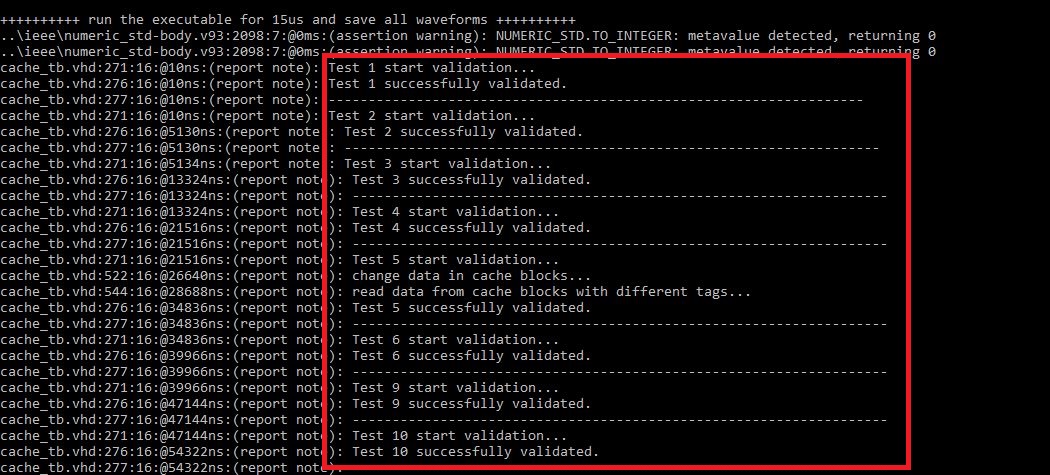 ++++++++++ run the executable for 15us and save all waveforms ++++++++++
..\ieee\numeric_std-body.v93:2098:7:@0ms:(assertion warning): NUMERIC_STD.TO_INTEGER: metavalue detected, returning 0
..\ieee\numeric_std-body.v93:2098:7:@0ms:(assertion warning): NUMERIC_STD.TO_INTEGER: metavalue detected, returning 0
cache_tb.vhd:271:16:@10ns:(report note): Test 1 start validation...
cache_tb.vhd:276:16:@10ns:(report note): Test 1 successfully validated.
cache_tb.vhd:277:16:@10ns:(report note): -------------------------------------------------------------------
cache_tb.vhd:271:16:@10ns:(report note): Test 2 start validation...
cache_tb.vhd:276:16:@5130ns:(report note): Test 2 successfully validated.
cache_tb.vhd:277:16:@5130ns:(report note): -------------------------------------------------------------------
cache_tb.vhd:271:16:@5134ns:(report note): Test 3 start validation...
cache_tb.vhd:276:16:@13324ns:(report note): Test 3 successfully validated.
cache_tb.vhd:277:16:@13324ns:(report note): -------------------------------------------------------------------
cache_tb.vhd:271:16:@13324ns:(report note): Test 4 start validation...
cache_tb.vhd:276:16:@21516ns:(report note): Test 4 successfully validated.
cache_tb.vhd:277:16:@21516ns:(report note): -------------------------------------------------------------------
cache_tb.vhd:271:16:@21516ns:(report note): Test 5 start validation...
cache_tb.vhd:522:16:@26640ns:(report note): change data in cache blocks...
cache_tb.vhd:544:16:@28688ns:(report note): read data from cache blocks with different tags...
cache_tb.vhd:276:16:@34836ns:(report note): Test 5 successfully validated.
cache_tb.vhd:277:16:@34836ns:(report note): -------------------------------------------------------------------
cache_tb.vhd:271:16:@34836ns:(report note): Test 6 start validation...
cache_tb.vhd:276:16:@39966ns:(report note): Test 6 successfully validated.
cache_tb.vhd:277:16:@39966ns:(report note): -------------------------------------------------------------------
cache_tb.vhd:271:16:@39966ns:(report note): Test 9 start validation...
cache_tb.vhd:276:16:@47144ns:(report note): Test 9 successfully validated.
cache_tb.vhd:277:16:@47144ns:(report note): -------------------------------------------------------------------
cache_tb.vhd:271:16:@47144ns:(report note): Test 10 start validation...
cache_tb.vhd:276:16:@54322ns:(report note): Test 10 successfully validated.
cache_tb.vhd:277:16:@54322ns:(report note):